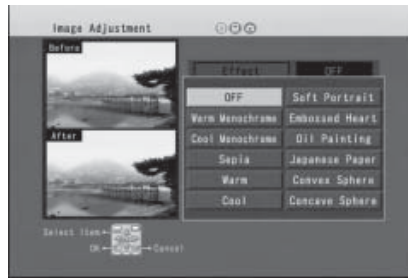 Image Adjustment
Before
Effect OFF
OFF Soft Portrait
Warm Monochrome Embossed Heart
Cool Monochrome Oil Painting
After
Sepia Japanese Paper
Warm Convex Sphere
Cool Concave Sphere
Select Item
OK Cancel